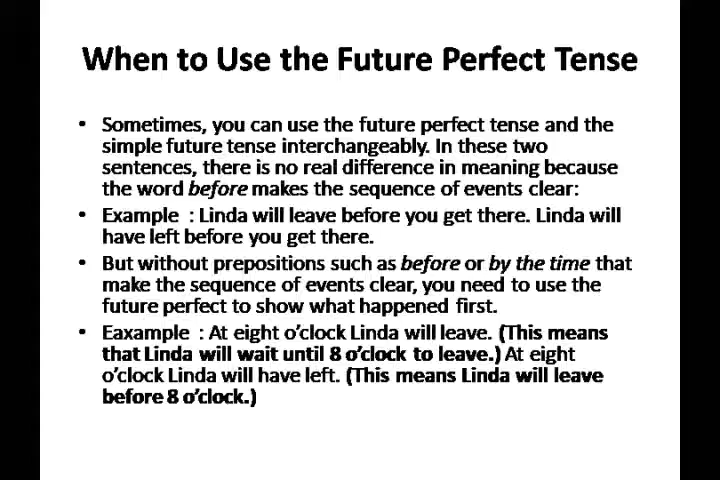 When to Use the Future Perfect Tense
• Sometimes, you can use the future perfect tense and the
simple future tense interchangeably. In these two
sentences, there is no real difference in meaning because
the word before makes the sequence of events clear:
• Example : Linda will leave before you get there. Linda will
have left before you get there.
• But without prepositions such as before or by the time that
make the sequence of events clear, you need to use the
future perfect to show what happened first.
• Eaxample : At eight o’clock Linda will leave. (This means
that Linda will wait until 8 o’clock to leave.) At eight
o’clock Linda will have left. (This means Linda will leave
before 8 o’clock.)